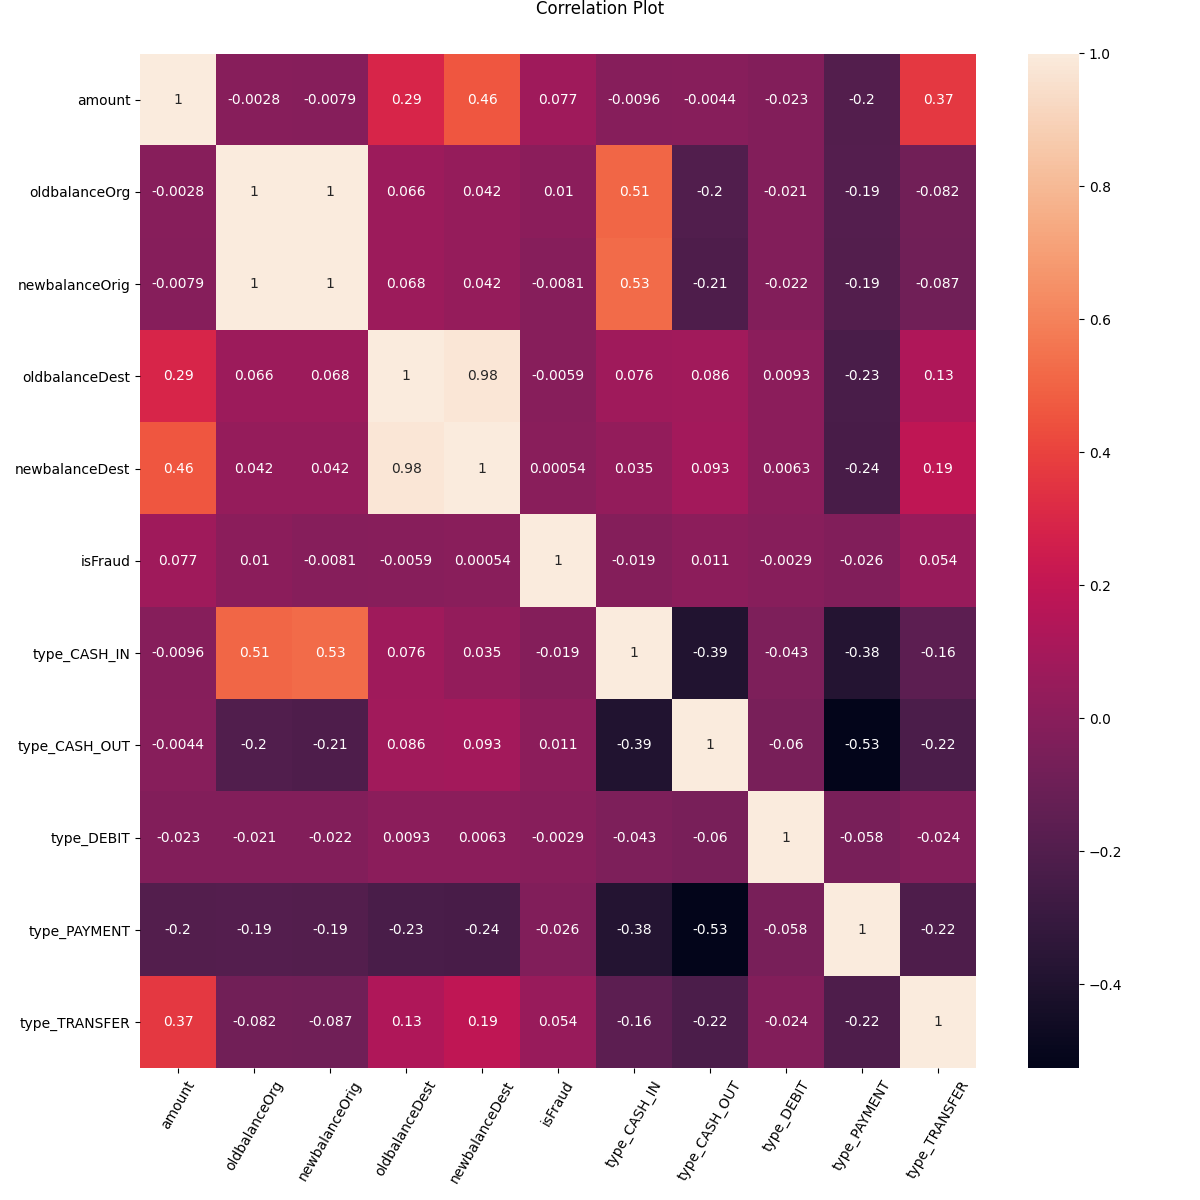 Correlation Plot
amount 1 -0.0028 -0.0079 0.29 0.46 0.077 -0.0096 -0.0044 -0.023 -0.2 0.37
oldbalanceOrg -0.0028 1 1 0.066 0.042 0.01 0.51 -0.2 -0.021 -0.19 -0.082
newbalanceOrig -0.0079 1 1 0.068 0.042 -0.0081 0.53 -0.21 -0.022 -0.19 -0.087
oldbalanceDest 0.29 0.066 0.068 1 0.98 -0.0059 0.076 0.086 0.0093 -0.23 0.13
newbalanceDest 0.46 0.042 0.042 0.98 1 0.00054 0.035 0.093 0.0063 -0.24 0.19
isFraud 0.077 0.01 -0.0081 -0.0059 0.00054 1 -0.019 0.011 -0.0029 -0.026 0.054
type_CASH_IN -0.0096 0.51 0.53 0.076 0.035 -0.019 1 -0.39 -0.043 -0.38 -0.16
type_CASH_OUT -0.0044 -0.2 -0.21 0.086 0.093 0.011 -0.39 1 -0.06 -0.53 -0.22
type_DEBIT -0.023 -0.021 -0.022 0.0093 0.0063 -0.0029 -0.043 -0.06 1 -0.058 -0.024
type_PAYMENT -0.2 -0.19 -0.19 -0.23 -0.24 -0.026 -0.38 -0.53 -0.058 1 -0.22
type_TRANSFER 0.37 -0.082 -0.087 0.13 0.19 0.054 -0.16 -0.22 -0.024 -0.22 1
amount oldbalanceOrg newbalanceOrig oldbalanceDest newbalanceDest isFraud type_CASH_IN type_CASH_OUT type_DEBIT type_PAYMENT type_TRANSFER
1.0
0.8
0.6
0.4
0.2
0.0
−0.2
−0.4